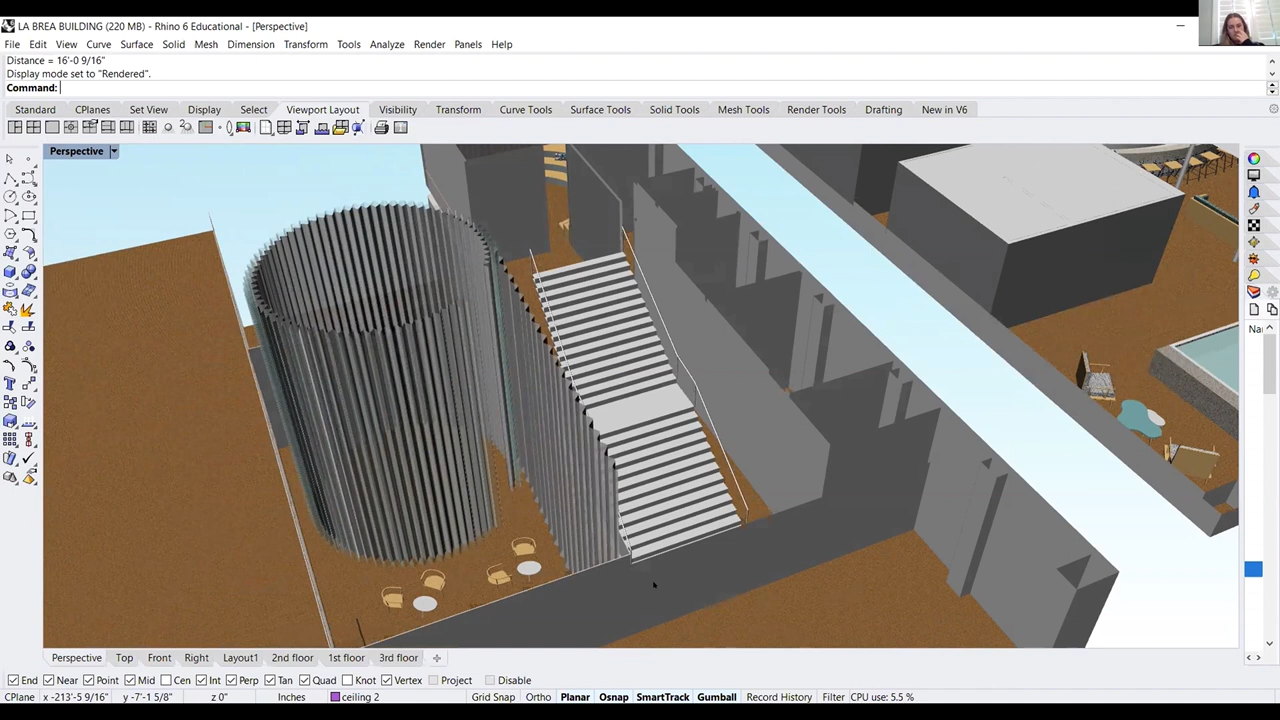 LA BREA BUILDING (220 MB) - Rhino 6 Educational - [Perspective]
File Edit View Curve Surface Solid Mesh Dimension Transform Tools Analyze Render Panels Help
Distance = 16'-0 9/16"
Display mode set to "Rendered".
Command:
Standard CPlanes Set View Display Select Viewport Layout Visibility Transform Curve Tools Surface Tools Solid Tools Mesh Tools Render Tools Drafting New in V6
Perspective
Na
Perspective Top Front Right Layout1 2nd floor 1st floor 3rd floor
End Near Point Mid Cen Int Perp Tan Quad Knot Vertex Project Disable
CPlane x -213'-5 9/16" y -7'-1 5/8" z 0" Inches ceiling 2 Grid Snap Ortho Planar Osnap SmartTrack Gumball Record History Filter CPU use: 5.5 %